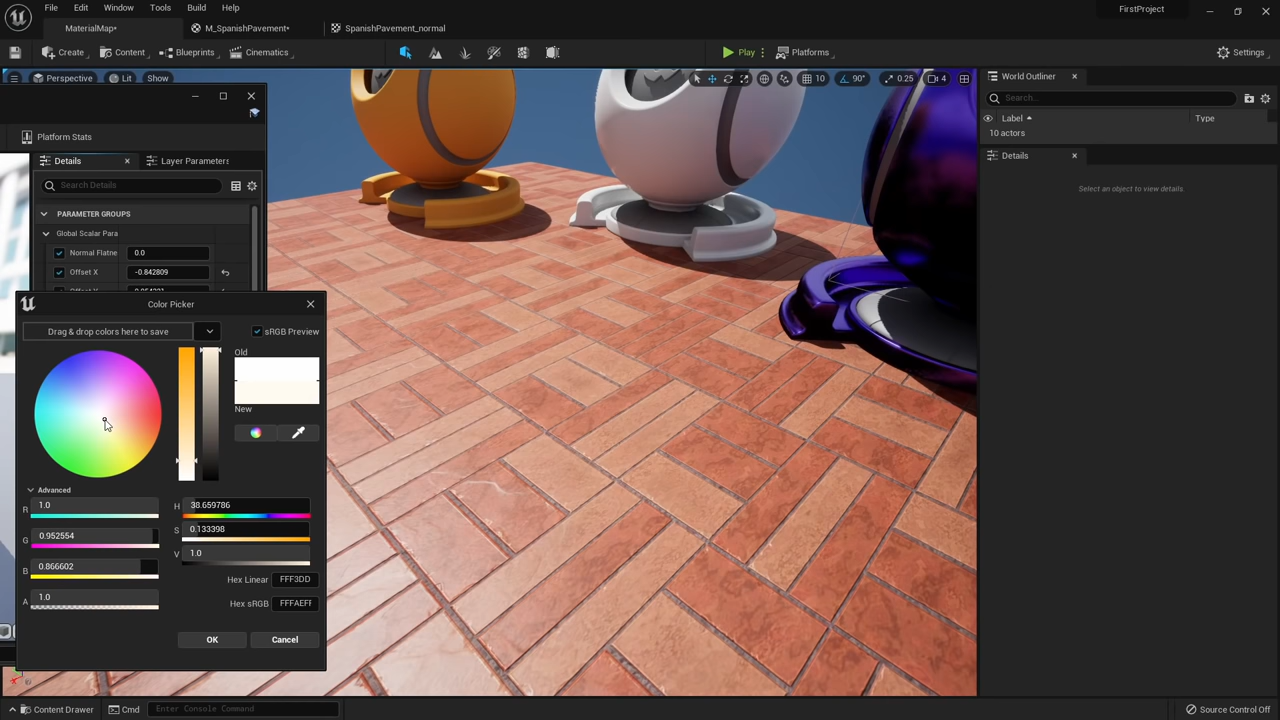 File Edit Window Tools Build Help
FirstProject
MaterialMap*
M_SpanishPavement*
SpanishPavement_normal
Create
Content
Blueprints
Cinematics
Play
Platforms
Settings
Perspective
Lit
Show
10
90°
0.25
4
World Outliner
Search...
Label
Type
10 actors
Details
Select an object to view details
Platform Stats
Details
Layer Parameters
Search Details
PARAMETER GROUPS
Global Scalar Para
Normal Flatne
0.0
Offset X
-0.842809
Color Picker
Drag & drop colors here to save
sRGB Preview
Old
New
Advanced
R 1.0
G 0.952554
B 0.866602
A 1.0
H 38.659786
S 0.133398
V 1.0
Hex Linear FFF3DD
Hex sRGB FFFAEFF
OK
Cancel
Content Drawer
Cmd
Enter Console Command
Source Control Off